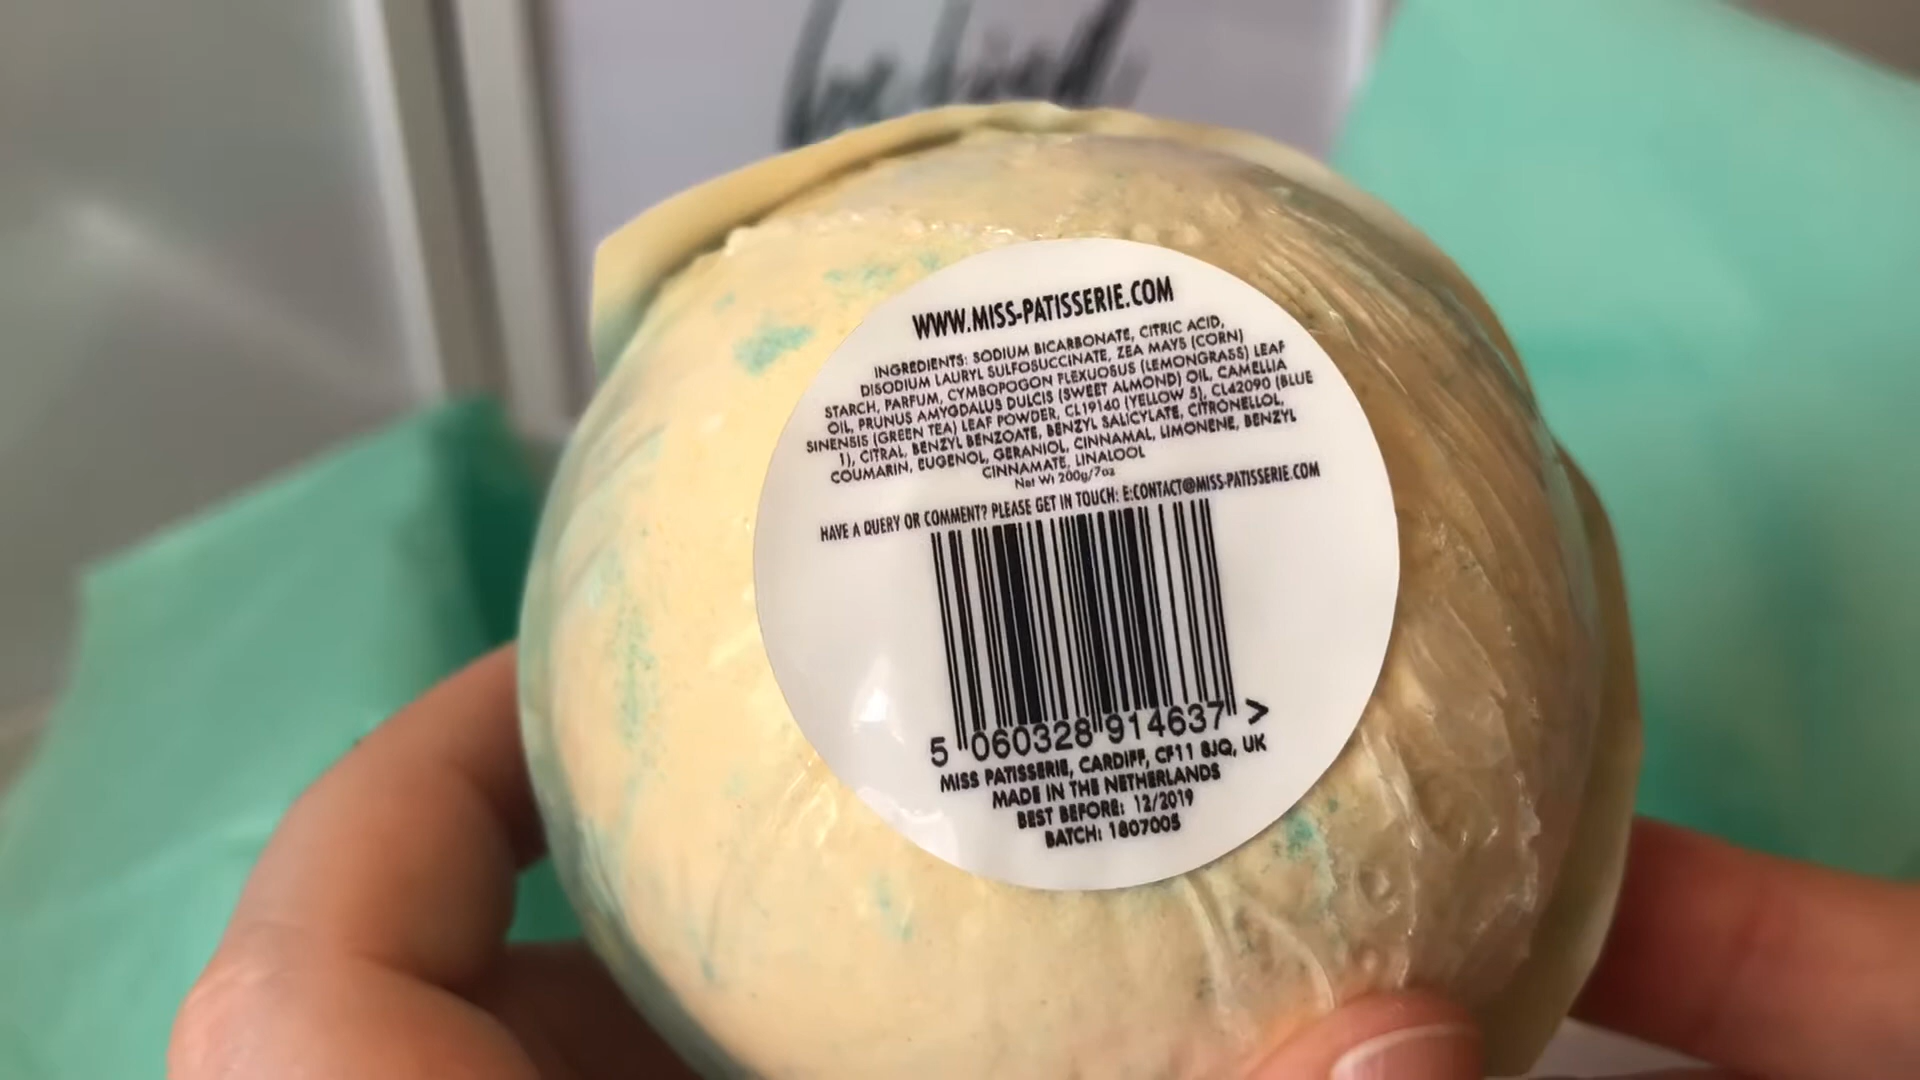 WWW.MISS-PATISSERIE.COM
INGREDIENTS: SODIUM BICARBONATE, CITRIC ACID,
DISODIUM LAURYL SULFOSUCCINATE, ZEA MAYS (CORN)
STARCH, PARFUM, CYMBOPOGON FLEXUOSUS (LEMONGRASS) LEAF
OIL, PRUNUS AMYGDALUS DULCIS (SWEET ALMOND) OIL, CAMELLIA
SINENSIS (GREEN TEA) LEAF POWDER, CL19140 (YELLOW 5), CL42090 (BLUE
1), CITRAL, BENZYL BENZOATE, BENZYL SALICYLATE, CITRONELLOL,
COUMARIN, EUGENOL, GERANIOL, CINNAMAL, LIMONENE, BENZYL
CINNAMATE, LINALOOL
Net Wt 200g/7oz
HAVE A QUERY OR COMMENT? PLEASE GET IN TOUCH: E:CONTACT@MISS-PATISSERIE.COM
5 060328 914637 >
MISS PATISSERIE, CARDIFF, CF11 8JQ, UK
MADE IN THE NETHERLANDS
BEST BEFORE: 12/2019
BATCH: 1807005